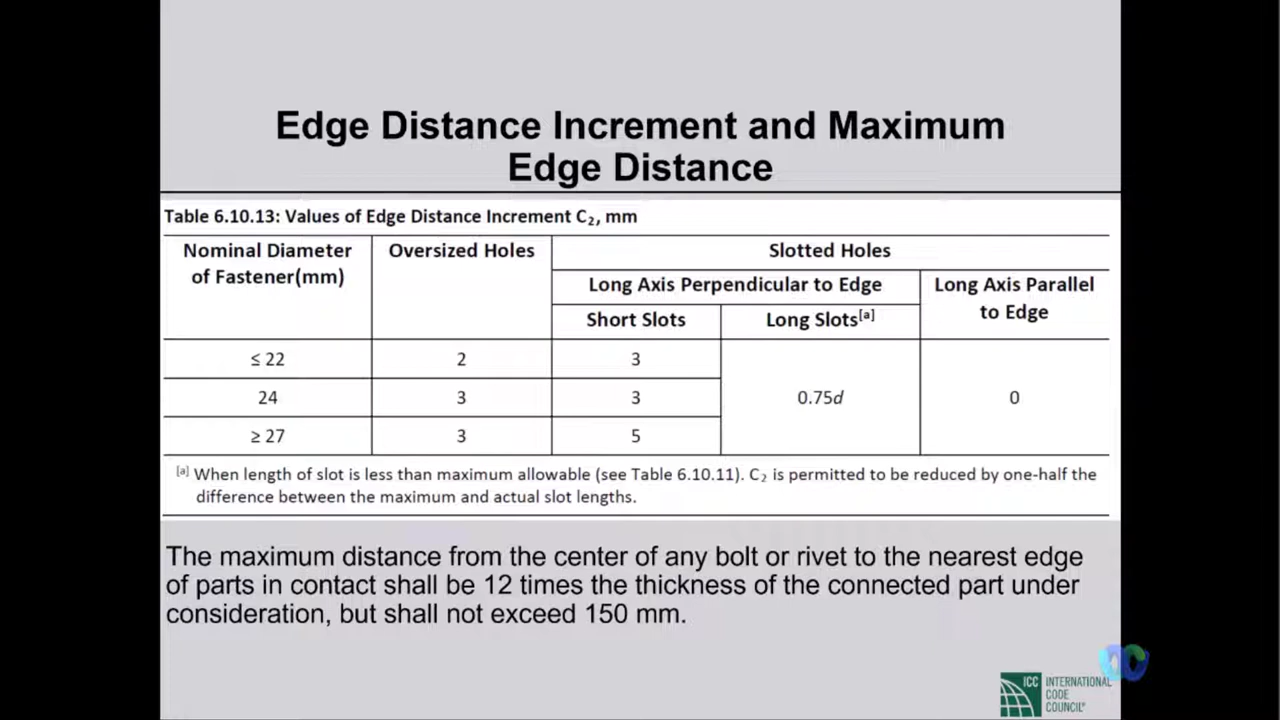 Edge Distance Increment and Maximum
Edge Distance
Table 6.10.13: Values of Edge Distance Increment C₂, mm
Nominal Diameter of Fastener(mm) Oversized Holes Slotted Holes
Long Axis Perpendicular to Edge Long Axis Parallel to Edge
Short Slots Long Slots[a]
≤ 22 2 3
24 3 3 0.75d 0
≥ 27 3 5
[a] When length of slot is less than maximum allowable (see Table 6.10.11). C₂ is permitted to be reduced by one-half the
difference between the maximum and actual slot lengths.
The maximum distance from the center of any bolt or rivet to the nearest edge
of parts in contact shall be 12 times the thickness of the connected part under
consideration, but shall not exceed 150 mm.
ICC INTERNATIONAL
CODE
COUNCIL®